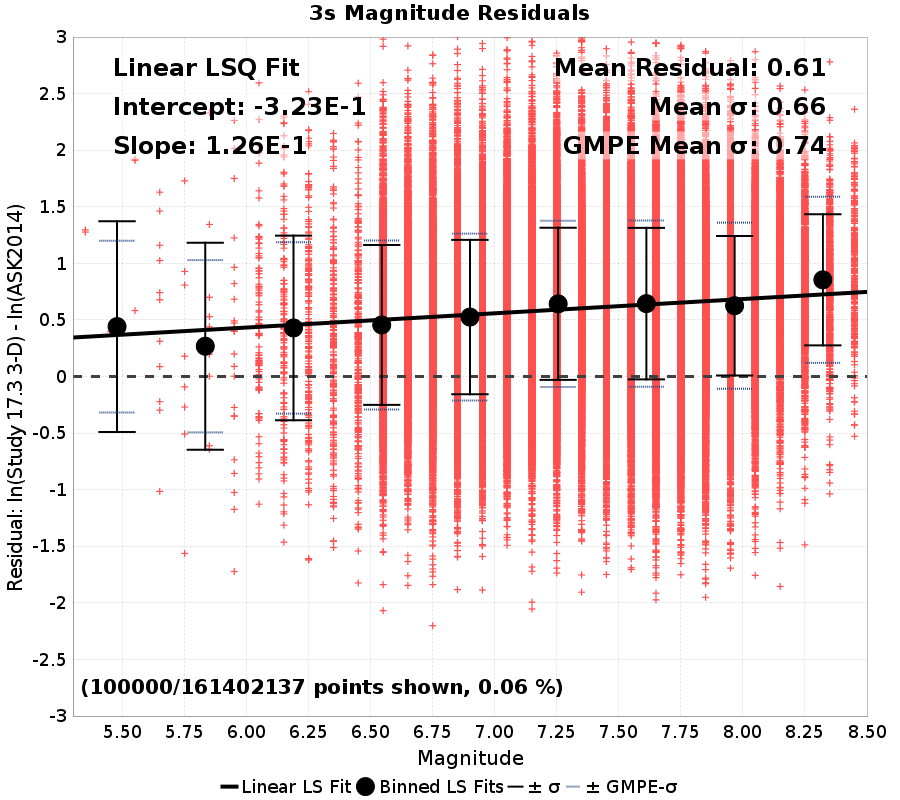 3s Magnitude Residuals
Linear LSQ Fit
Intercept: -3.23E-1
Slope: 1.26E-1
Mean Residual: 0.61
Mean σ: 0.66
GMPE Mean σ: 0.74
Residual: ln(Study 17.3 3-D) - ln(ASK2014)
3
2.5
2
1.5
1
0.5
0
-0.5
-1
-1.5
-2
-2.5
-3
(100000/161402137 points shown, 0.06 %)
5.50 5.75 6.00 6.25 6.50 6.75 7.00 7.25 7.50 7.75 8.00 8.25 8.50
Magnitude
Linear LS Fit Binned LS Fits ± σ ± GMPE-σ